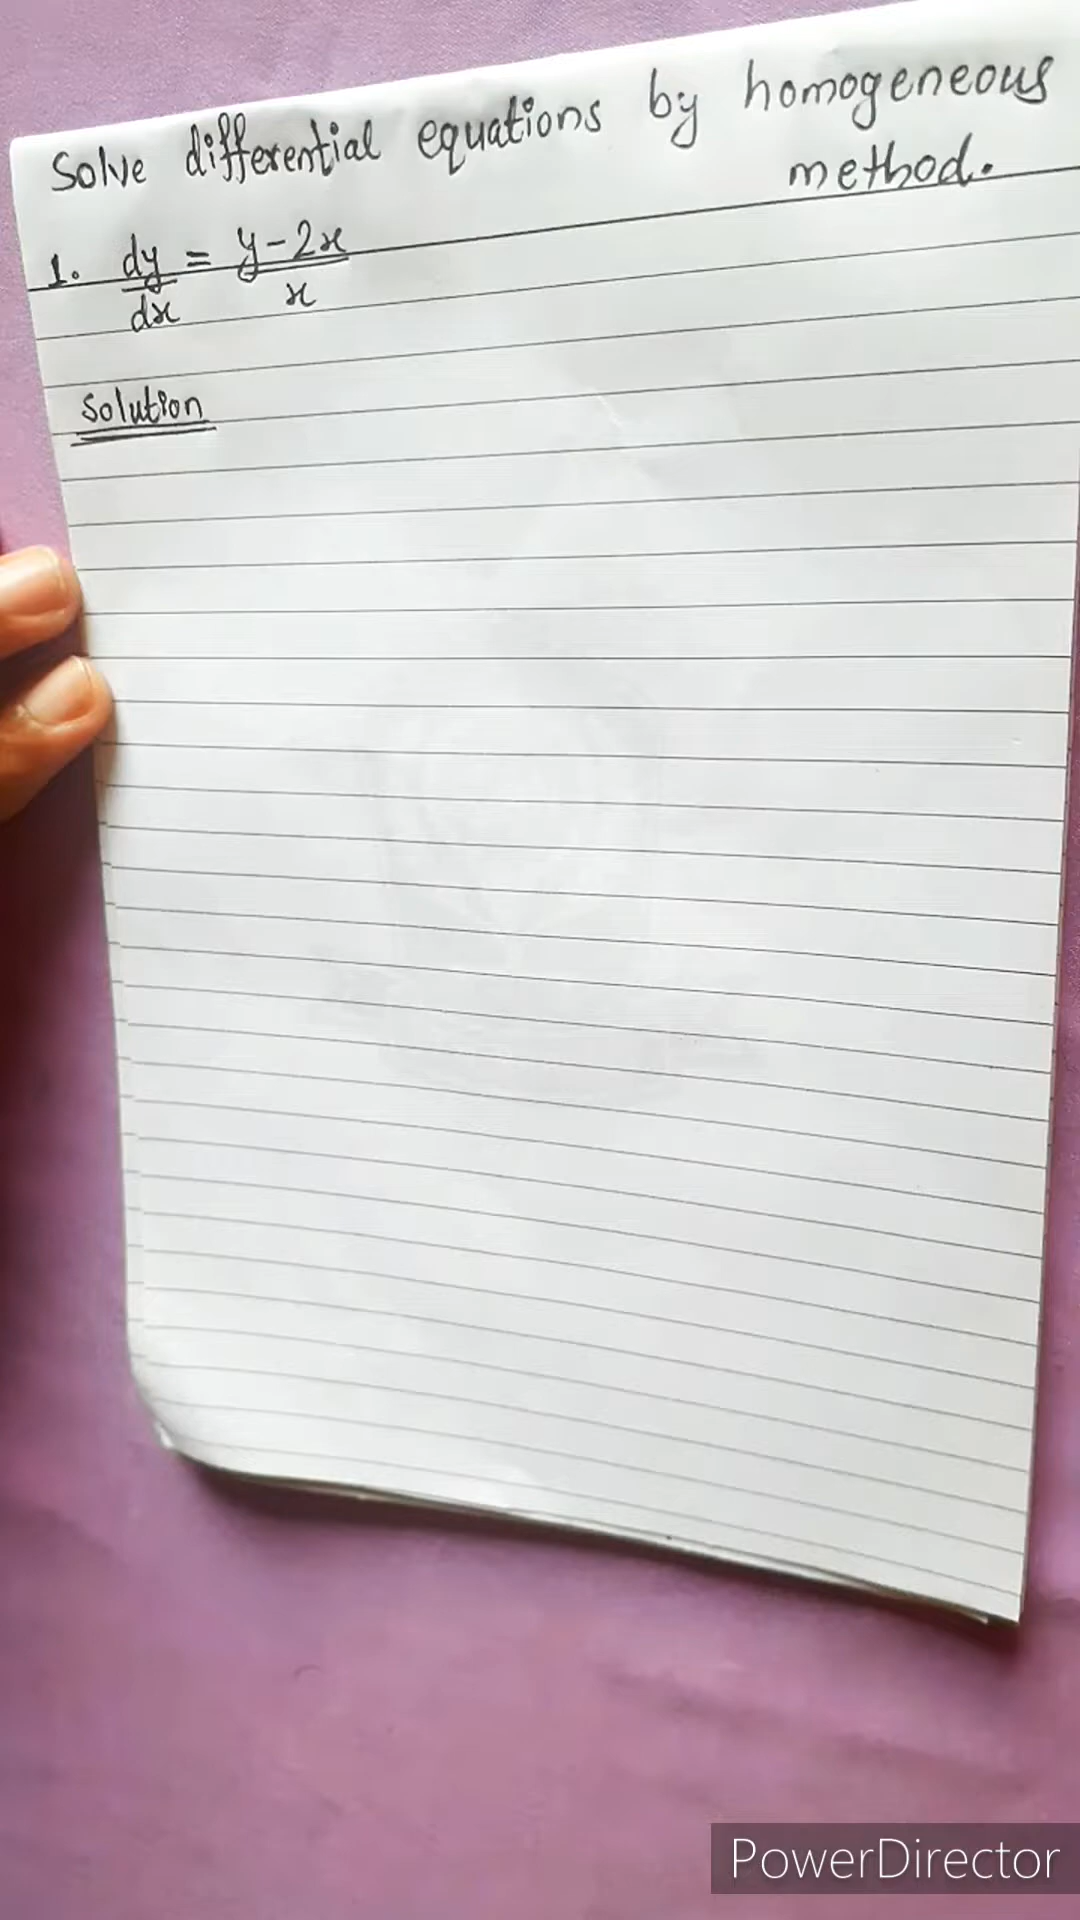 Solve differential equations by homogeneous
method.
1. dy/dx = y-2x/x
Solution
PowerDirector